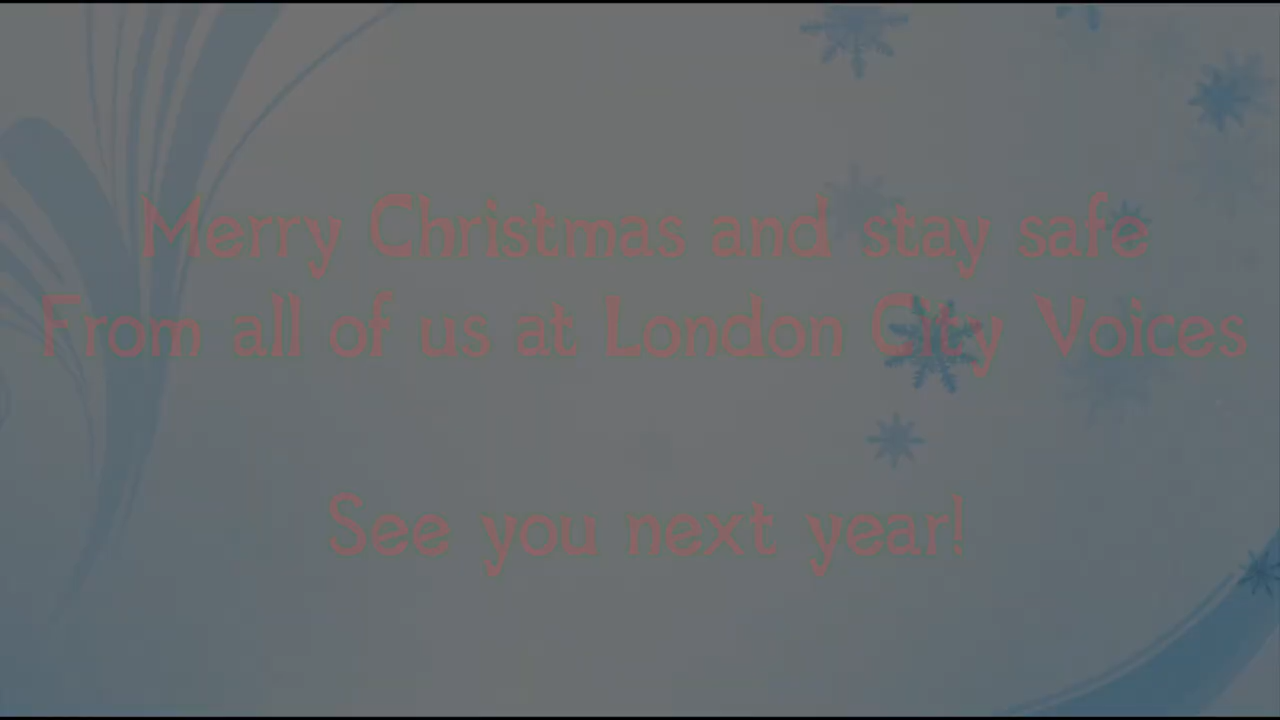 Merry Christmas and stay safe
From all of us at London City Voices
See you next year!